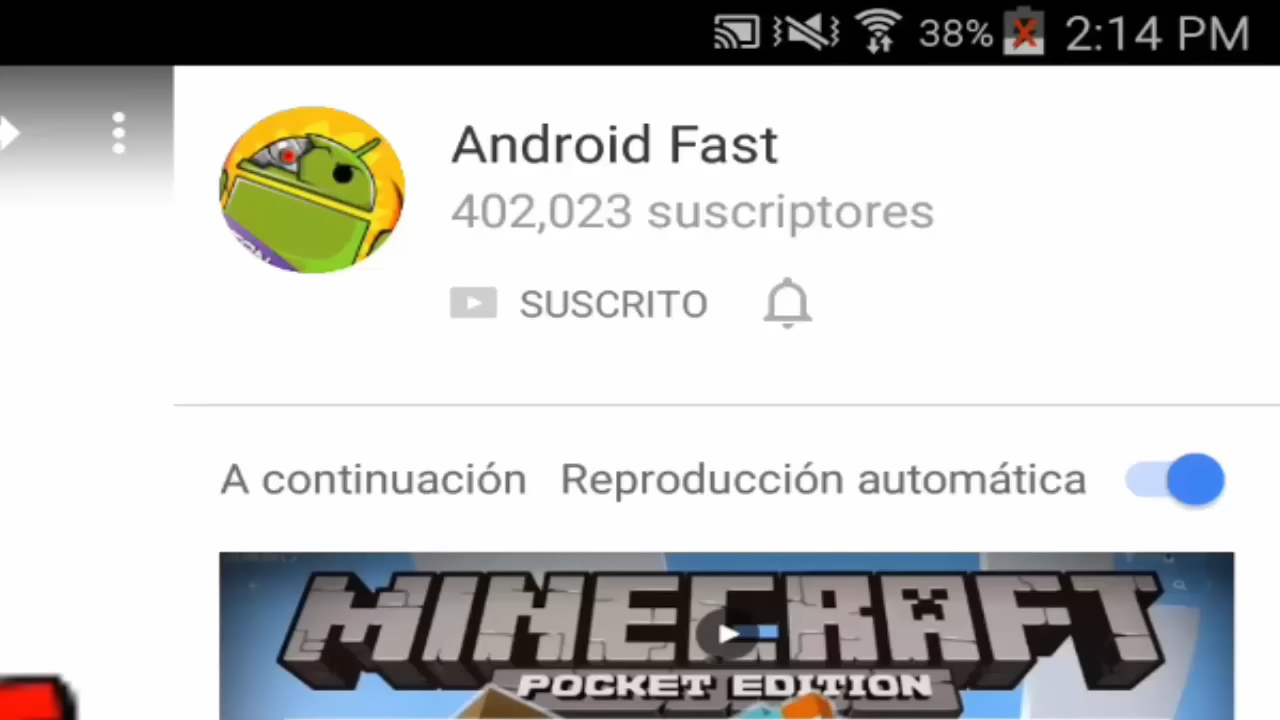 38% 2:14 PM
Android Fast
402,023 suscriptores
SUSCRITO
A continuación Reproducción automática
MINECRAFT
POCKET EDITION